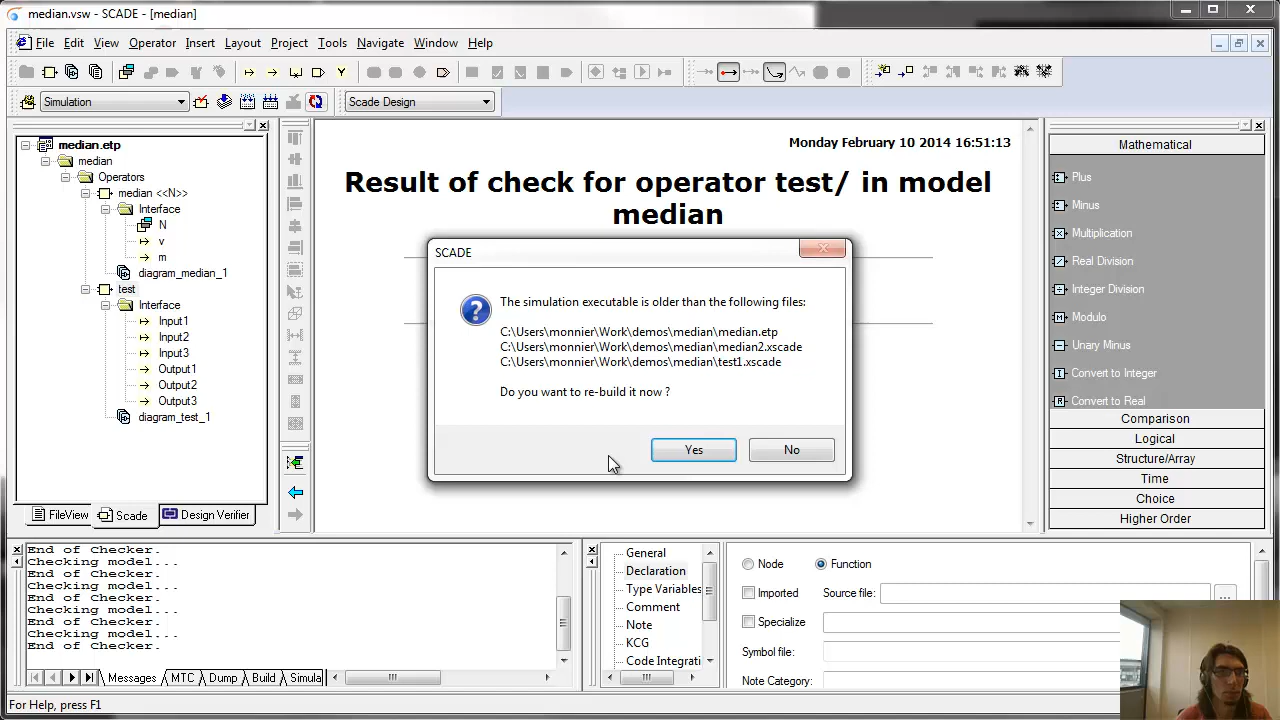 median.vsw - SCADE - [median]
File Edit View Operator Insert Layout Project Tools Navigate Window Help
Simulation
Scade Design
median.etp
median
Operators
median <<N>>
Interface
N
v
m
diagram_median_1
test
Interface
Input1
Input2
Input3
Output1
Output2
Output3
diagram_test_1
FileView Scade Design Verifier
Monday February 10 2014 16:51:13
Result of check for operator test/ in model
median
SCADE
The simulation executable is older than the following files:
C:\Users\monnier\Work\demos\median\median.etp
C:\Users\monnier\Work\demos\median\median2.xscade
C:\Users\monnier\Work\demos\median\test1.xscade
Do you want to re-build it now ?
Yes No
Mathematical
Plus
Minus
Multiplication
Real Division
Integer Division
Modulo
Unary Minus
Convert to Integer
Convert to Real
Comparison
Logical
Structure/Array
Time
Choice
Higher Order
End of Checker.
Checking model...
End of Checker.
Checking model...
End of Checker.
Checking model...
End of Checker.
Checking model...
End of Checker.
Messages MTC Dump Build Simula
General
Declaration
Type Variables
Comment
Note
KCG
Code Integrati
Node Function
Imported Source file: ...
Specialize
Symbol file:
Note Category:
For Help, press F1